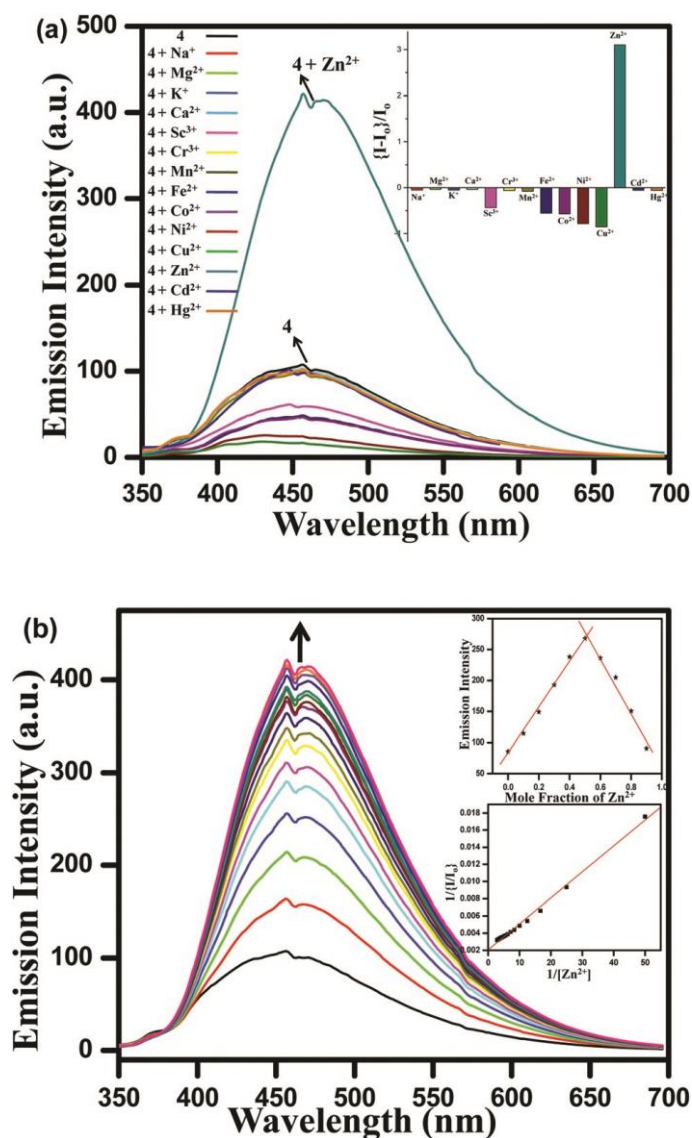 (a)
4
4 + Na⁺
4 + Mg²⁺
4 + K⁺
4 + Ca²⁺
4 + Sc³⁺
4 + Cr³⁺
4 + Mn²⁺
4 + Fe²⁺
4 + Co²⁺
4 + Ni²⁺
4 + Cu²⁺
4 + Zn²⁺
4 + Cd²⁺
4 + Hg²⁺
4 + Zn²⁺
4
Emission Intensity (a.u.)
500
400
300
200
100
0
350 400 450 500 550 600 650 700
Wavelength (nm)
{I-Iₒ}/Iₒ
3
2
1
0
-1
Zn²⁺
Mg²⁺ Ca²⁺ Cr³⁺ Fe²⁺ Ni²⁺
Na⁺ K⁺ Sc³⁺ Mn²⁺ Co²⁺ Cu²⁺ Cd²⁺ Hg²⁺
(b)
Emission Intensity (a.u.)
400
300
200
100
0
350 400 450 500 550 600 650 700
Wavelength (nm)
Emission Intensity
300
250
200
150
100
50
0.0 0.2 0.4 0.6 0.8 1.0
Mole Fraction of Zn²⁺
1/{I/Iₒ}
0.018
0.016
0.014
0.012
0.010
0.008
0.006
0.004
0.002
0 10 20 30 40 50
1/[Zn²⁺]